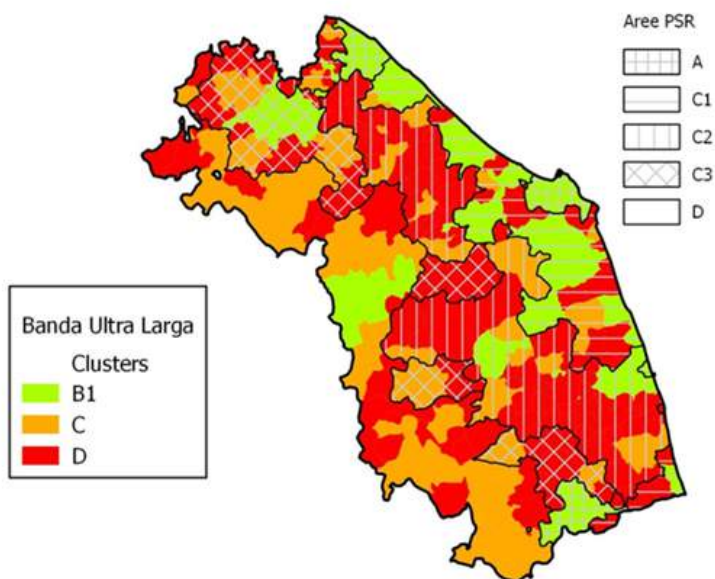 Aree PSR
A
C1
C2
C3
D
Banda Ultra Larga
Clusters
B1
C
D